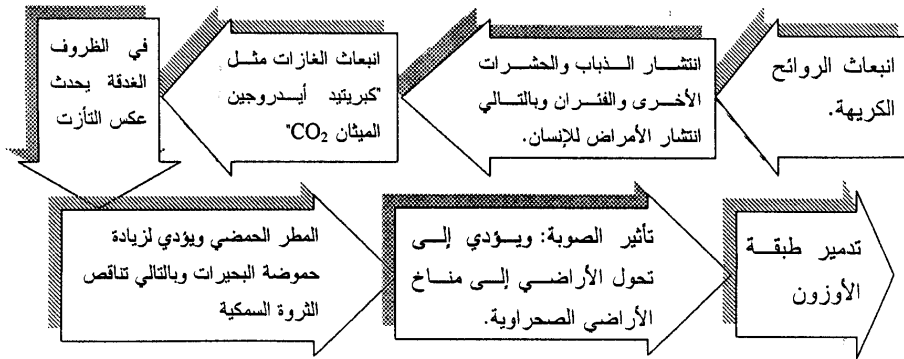 انبعاث الروائح
الكريهة.
انتشار الذباب والحشرات
الأخرى والفئران وبالتالي
انتشار الأمراض للإنسان.
انبعاث الغازات مثل
"كبريتيد أيدروجين
الميثان CO₂"
في الظروف
الغدقة يحدث
عكس التأزت
المطر الحمضي ويؤدي لزيادة
حموضة البحيرات وبالتالي تناقص
الثروة السمكية
تأثير الصوبة: ويؤدي إلى
تحول الأراضي إلى مناخ
الأراضي الصحراوية.
تدمير طبقة
الأوزون